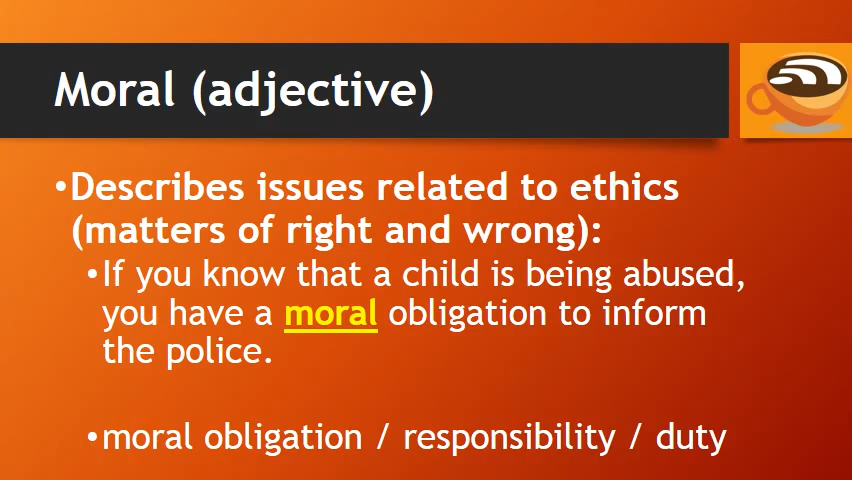 Moral (adjective)
•Describes issues related to ethics
(matters of right and wrong):
•If you know that a child is being abused,
you have a moral obligation to inform
the police.
•moral obligation / responsibility / duty